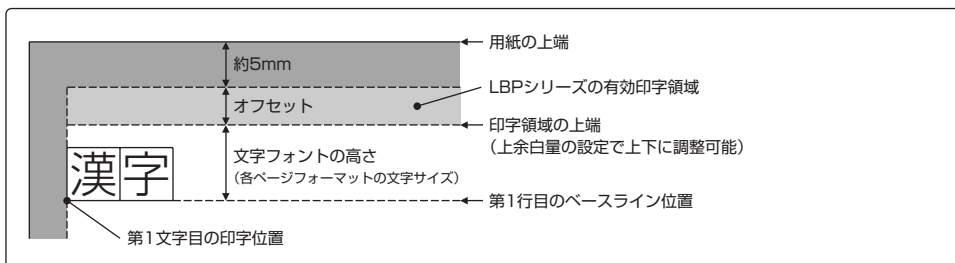 用紙の上端
約5mm
LBPシリーズの有効印字領域
オフセット
印字領域の上端
(上余白量の設定で上下に調整可能)
文字フォントの高さ
(各ページフォーマットの文字サイズ)
漢字
第1行目のベースライン位置
第1文字目の印字位置